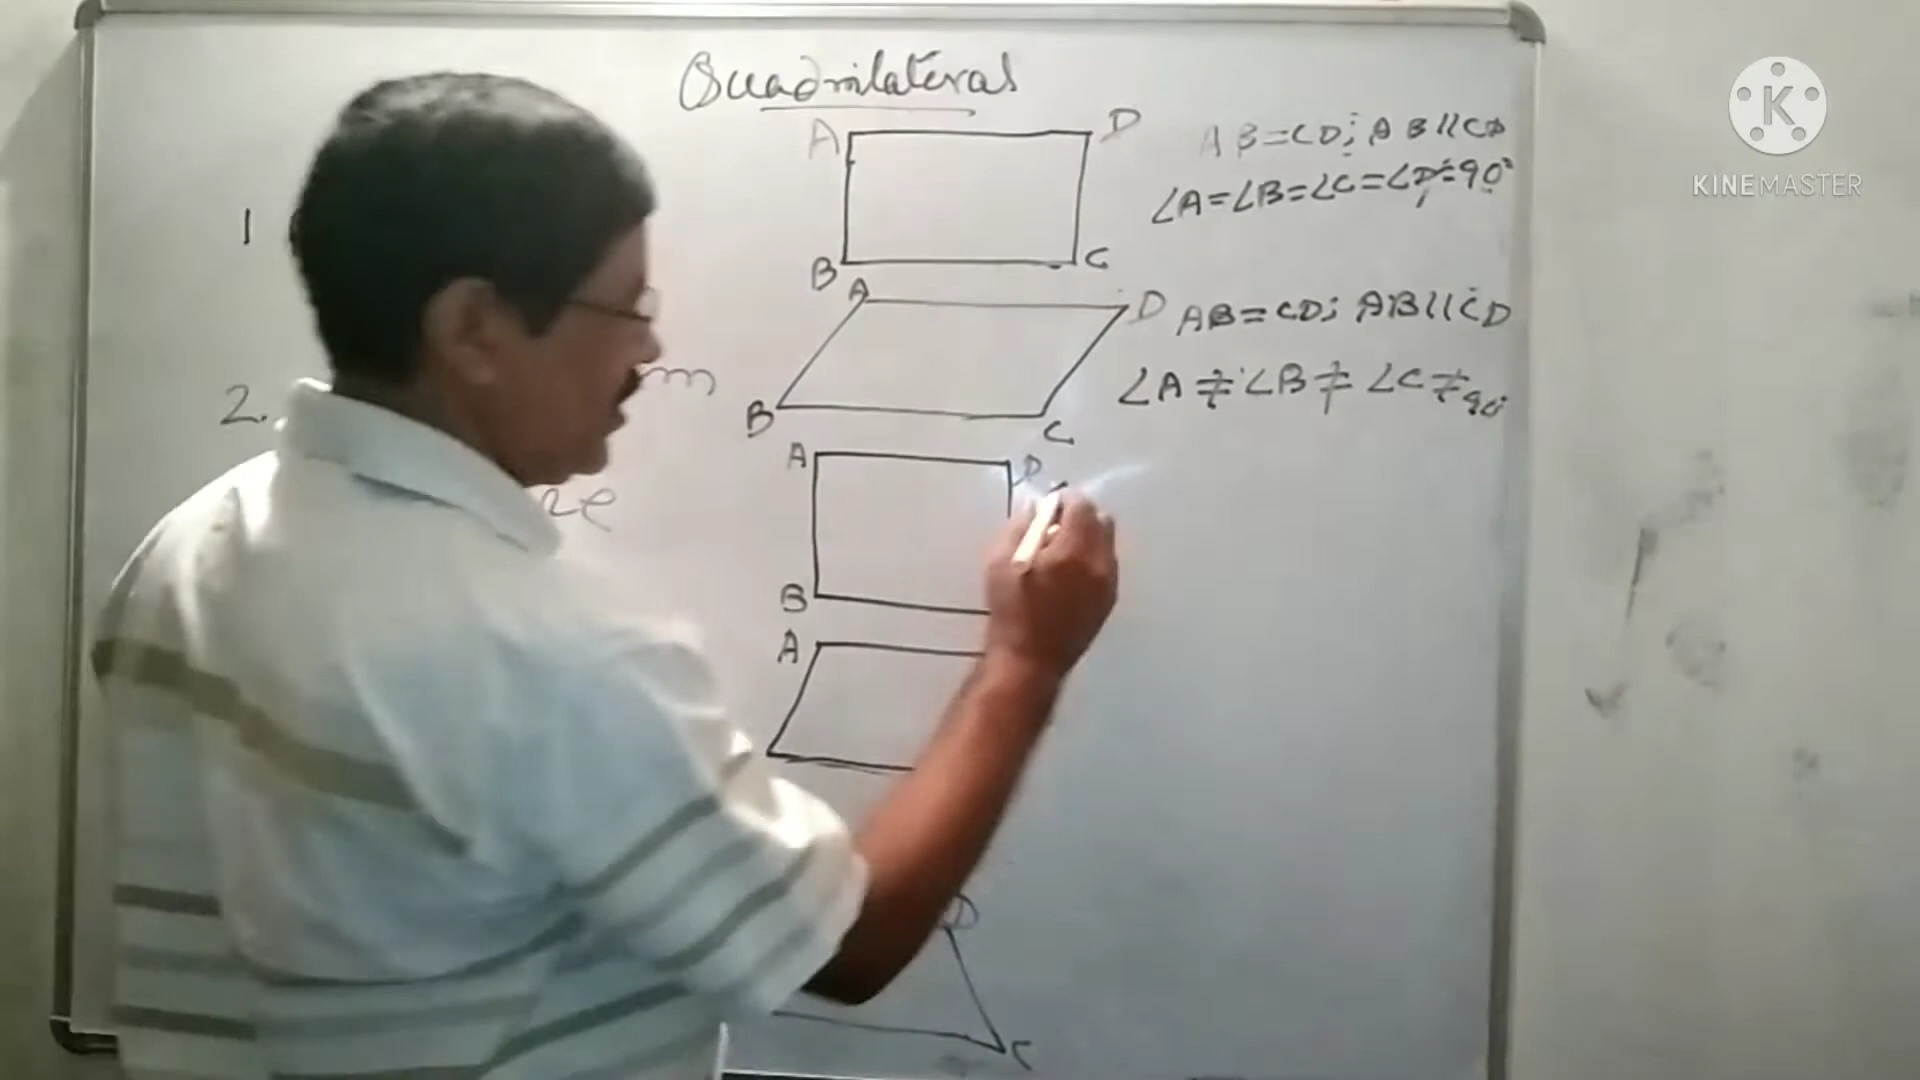 Quadrilateral
A D
AB=CD; AB∥CD
∠A=∠B=∠C=∠D=90°
1
B C
A D
AB=CD; AB∥CD
∠A≠∠B≠∠C≠90°
2.
B C
A D
B
A
D
C
KINEMASTER